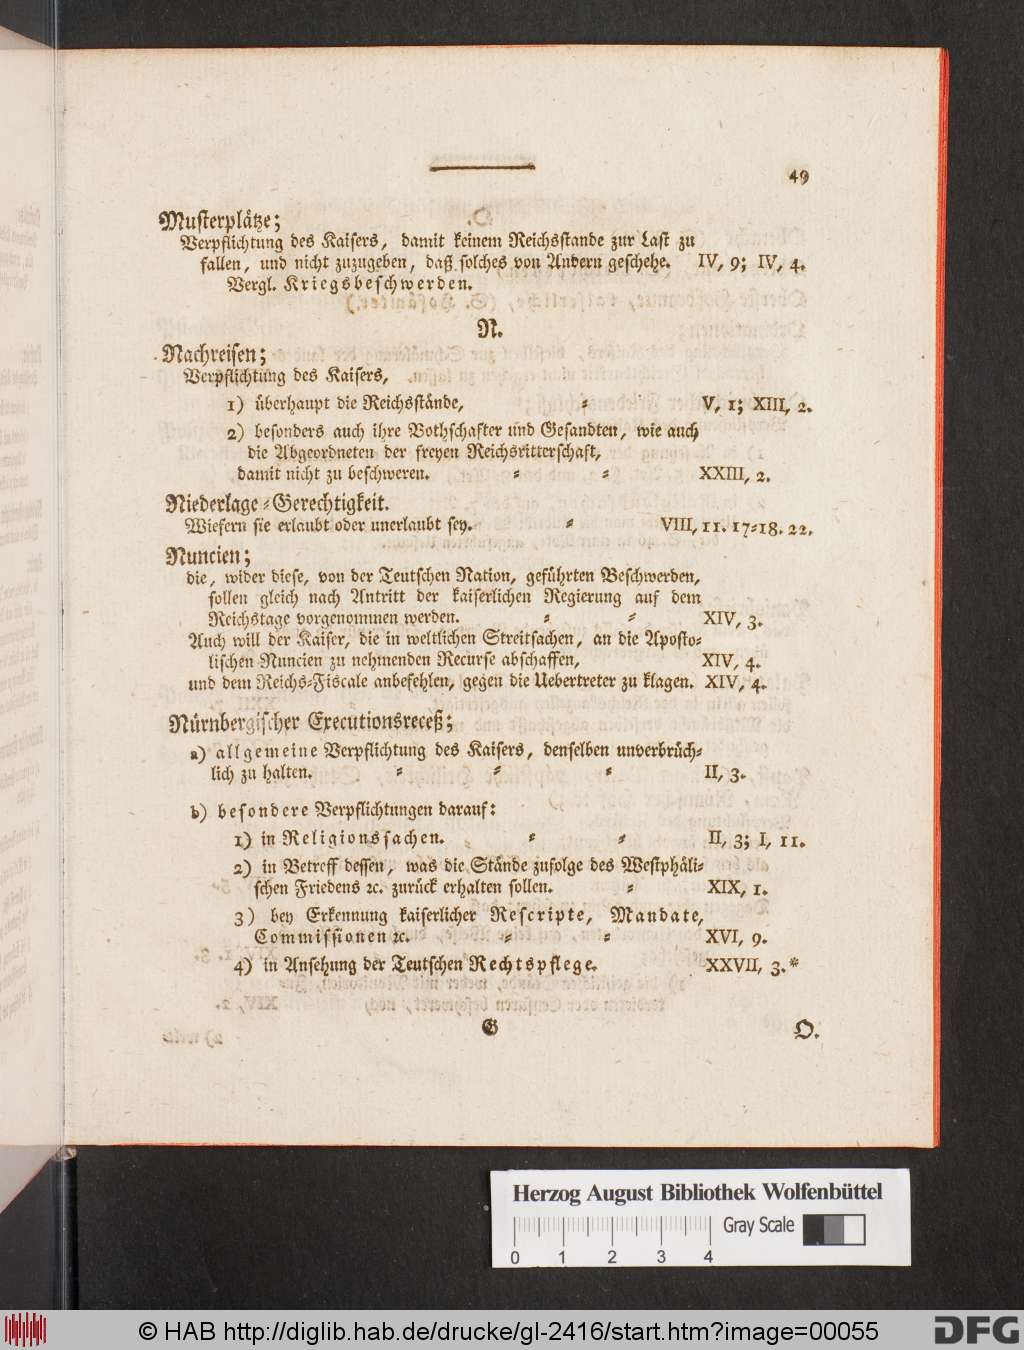 49
Musterplätze;
Verpflichtung des Kaisers, damit keinem Reichsstande zur Last zu
fallen, und nicht zuzugeben, daß solches von Andern geschehe. IV, 9; IV, 4.
Vergl. Kriegsbeschwerden.
N.
Nachreisen;
Verpflichtung des Kaisers,
1) überhaupt die Reichsstände, = V, 1; XIII, 2.
2) besonders auch ihre Bothschafter und Gesandten, wie auch
die Abgeordneten der freyen Reichsritterschaft,
damit nicht zu beschweren. = = XXIII, 2.
Niederlage=Gerechtigkeit.
Wiefern sie erlaubt oder unerlaubt sey. = VIII, 11. 17=18. 22.
Nuncien;
die, wider diese, von der Teutschen Nation, geführten Beschwerden,
sollen gleich nach Antritt der kaiserlichen Regierung auf dem
Reichstage vorgenommen werden. = = XIV, 3.
Auch will der Kaiser, die in weltlichen Streitsachen, an die Aposto=
lischen Nuncien zu nehmenden Recurse abschaffen, XIV, 4.
und dem Reichs=Fiscale anbefehlen, gegen die Uebertreter zu klagen. XIV, 4.
Nürnbergischer Executionsreceß;
a) allgemeine Verpflichtung des Kaisers, denselben unverbrüch=
lich zu halten. = = = II, 3.
b) besondere Verpflichtungen darauf:
1) in Religionssachen. = = II, 3; I, 11.
2) in Betreff dessen, was die Stände zufolge des Westphäli=
schen Friedens ꝛc. zurück erhalten sollen. = XIX, 1.
3) bey Erkennung kaiserlicher Rescripte, Mandate,
Commissionen ꝛc. = = XVI, 9.
4) in Ansehung der Teutschen Rechtspflege. XXVII, 3.*
G O.
Herzog August Bibliothek Wolfenbüttel
Gray Scale
0 1 2 3 4
© HAB http://diglib.hab.de/drucke/gl-2416/start.htm?image=00055
DFG